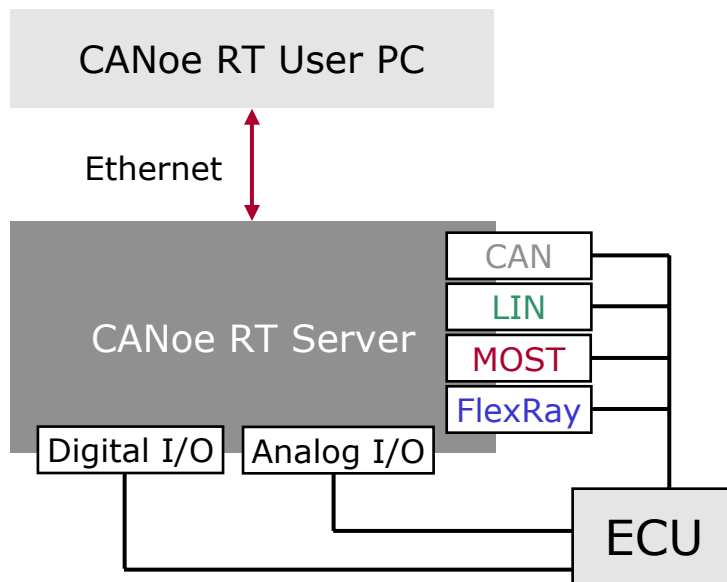 CANoe RT User PC
Ethernet
CANoe RT Server
CAN
LIN
MOST
FlexRay
Digital I/O
Analog I/O
ECU